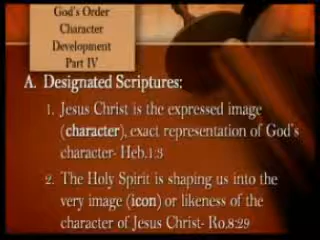 God's Order
Character
Development
Part IV
A. Designated Scriptures:
1. Jesus Christ is the expressed image
(character), exact representation of God's
character- Heb.1:3
2. The Holy Spirit is shaping us into the
very image (icon) or likeness of the
character of Jesus Christ- Ro.8:29